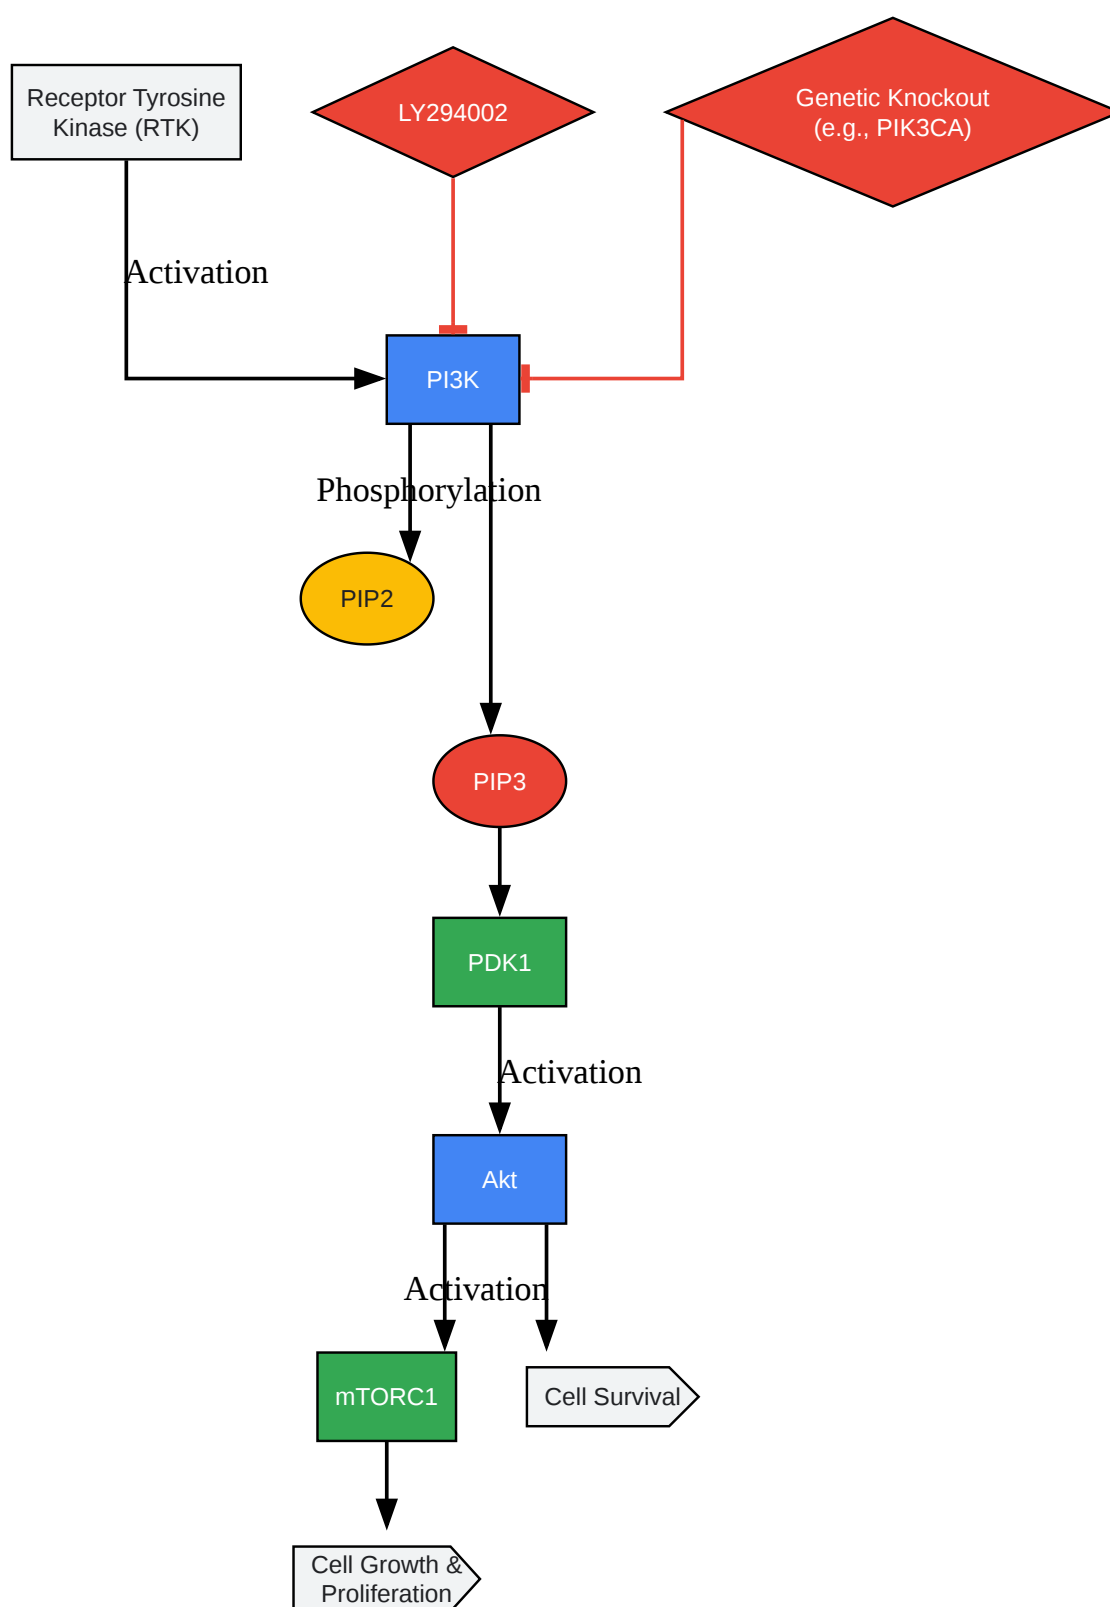 Receptor Tyrosine
Kinase (RTK)
LY294002
Genetic Knockout
(e.g., PIK3CA)
Activation
PI3K
Phosphorylation
PIP2
PIP3
PDK1
Activation
Akt
Activation
mTORC1
Cell Survival
Cell Growth &
Proliferation